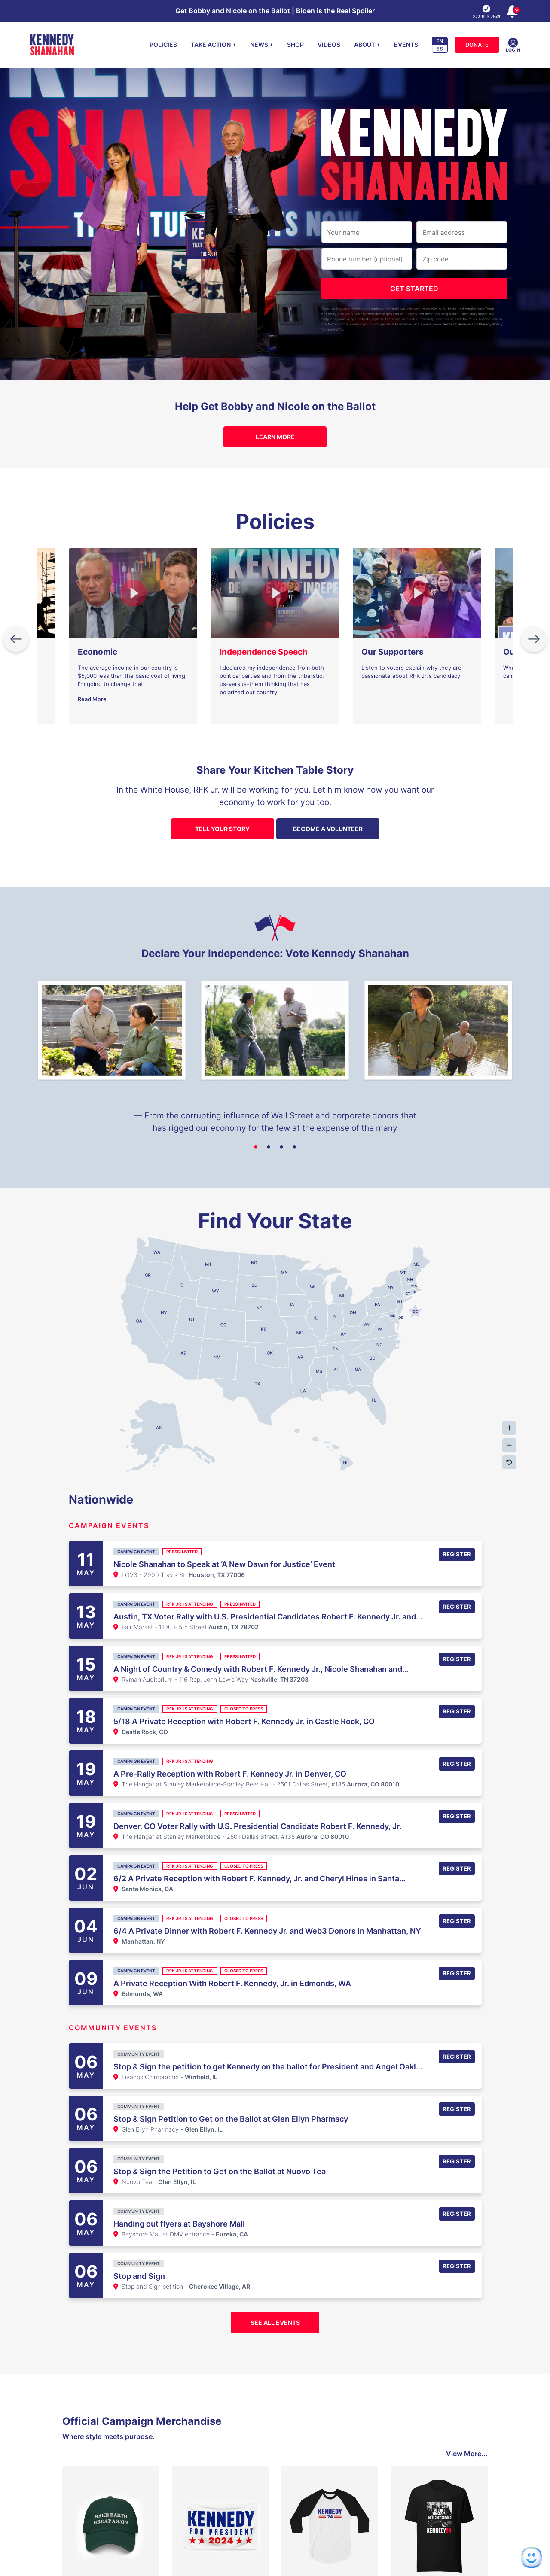 Get Bobby and Nicole on the Ballot | Biden is the Real Spoiler
833-RFK-JR24
KENNEDY
SHANAHAN
POLICIES
TAKE ACTION
NEWS
SHOP
VIDEOS
ABOUT
EVENTS
EN
ES
DONATE
LOGIN
KENNEDY
SHANAHAN
Your name
Email address
Phone number (optional)
Zip code
GET STARTED
Terms of Service and Privacy Policy
Help Get Bobby and Nicole on the Ballot
LEARN MORE
Policies
Economic
The average income in our country is
$5,000 less than the basic cost of living.
I'm going to change that.
Read More
Independence Speech
I declared my independence from both
political parties and from the tribalistic,
us-versus-them thinking that has
polarized our country.
Our Supporters
Listen to voters explain why they are
passionate about RFK Jr.'s candidacy.
Share Your Kitchen Table Story
In the White House, RFK Jr. will be working for you. Let him know how you want our
economy to work for you too.
TELL YOUR STORY
BECOME A VOLUNTEER
Declare Your Independence: Vote Kennedy Shanahan
— From the corrupting influence of Wall Street and corporate donors that
has rigged our economy for the few at the expense of the many
Find Your State
WA
MT
ND
MN
ME
VT
NH
OR
ID
WY
SD
WI
MI
NY
MA
CT
RI
NV
UT
CO
NE
IA
IL
IN
OH
PA
NJ
MD
DE
DC
CA
KS
MO
KY
WV
VA
AZ
NM
OK
AR
TN
NC
SC
TX
LA
MS
AL
GA
FL
AK
HI
Nationwide
CAMPAIGN EVENTS
11
MAY
CAMPAIGN EVENT PRESS INVITED
Nicole Shanahan to Speak at 'A New Dawn for Justice' Event
LOV3 - 2900 Travis St. Houston, TX 77006
REGISTER
13
MAY
CAMPAIGN EVENT RFK JR. IS ATTENDING PRESS INVITED
Austin, TX Voter Rally with U.S. Presidential Candidates Robert F. Kennedy Jr. and...
Fair Market - 1100 E 5th Street Austin, TX 78702
REGISTER
15
MAY
CAMPAIGN EVENT RFK JR. IS ATTENDING PRESS INVITED
A Night of Country & Comedy with Robert F. Kennedy Jr., Nicole Shanahan and...
Ryman Auditorium - 116 Rep. John Lewis Way Nashville, TN 37203
REGISTER
18
MAY
CAMPAIGN EVENT RFK JR. IS ATTENDING CLOSED TO PRESS
5/18 A Private Reception with Robert F. Kennedy Jr. in Castle Rock, CO
Castle Rock, CO
REGISTER
19
MAY
CAMPAIGN EVENT RFK JR. IS ATTENDING
A Pre-Rally Reception with Robert F. Kennedy Jr. in Denver, CO
The Hangar at Stanley Marketplace-Stanley Beer Hall - 2501 Dallas Street, #135 Aurora, CO 80010
REGISTER
19
MAY
CAMPAIGN EVENT RFK JR. IS ATTENDING PRESS INVITED
Denver, CO Voter Rally with U.S. Presidential Candidate Robert F. Kennedy, Jr.
The Hangar at Stanley Marketplace - 2501 Dallas Street, #135 Aurora, CO 80010
REGISTER
02
JUN
CAMPAIGN EVENT RFK JR. IS ATTENDING CLOSED TO PRESS
6/2 A Private Reception with Robert F. Kennedy, Jr. and Cheryl Hines in Santa...
Santa Monica, CA
REGISTER
04
JUN
CAMPAIGN EVENT RFK JR. IS ATTENDING CLOSED TO PRESS
6/4 A Private Dinner with Robert F. Kennedy Jr. and Web3 Donors in Manhattan, NY
Manhattan, NY
REGISTER
09
JUN
CAMPAIGN EVENT RFK JR. IS ATTENDING CLOSED TO PRESS
A Private Reception With Robert F. Kennedy, Jr. in Edmonds, WA
Edmonds, WA
REGISTER
COMMUNITY EVENTS
06
MAY
COMMUNITY EVENT
Stop & Sign the petition to get Kennedy on the ballot for President and Angel Oakl...
Livanos Chiropractic - Winfield, IL
REGISTER
06
MAY
COMMUNITY EVENT
Stop & Sign Petition to Get on the Ballot at Glen Ellyn Pharmacy
Glen Ellyn Pharmacy - Glen Ellyn, IL
REGISTER
06
MAY
COMMUNITY EVENT
Stop & Sign the Petition to Get on the Ballot at Nuovo Tea
Nuovo Tea - Glen Ellyn, IL
REGISTER
06
MAY
COMMUNITY EVENT
Handing out flyers at Bayshore Mall
Bayshore Mall at DMV entrance - Eureka, CA
REGISTER
06
MAY
COMMUNITY EVENT
Stop and Sign
Stop and Sign petition - Cherokee Village, AR
REGISTER
SEE ALL EVENTS
Official Campaign Merchandise
Where style meets purpose.
View More...
MAKE EARTH
GREAT AGAIN
KENNEDY
FOR PRESIDENT
2024
KENNEDY
KENNEDY24